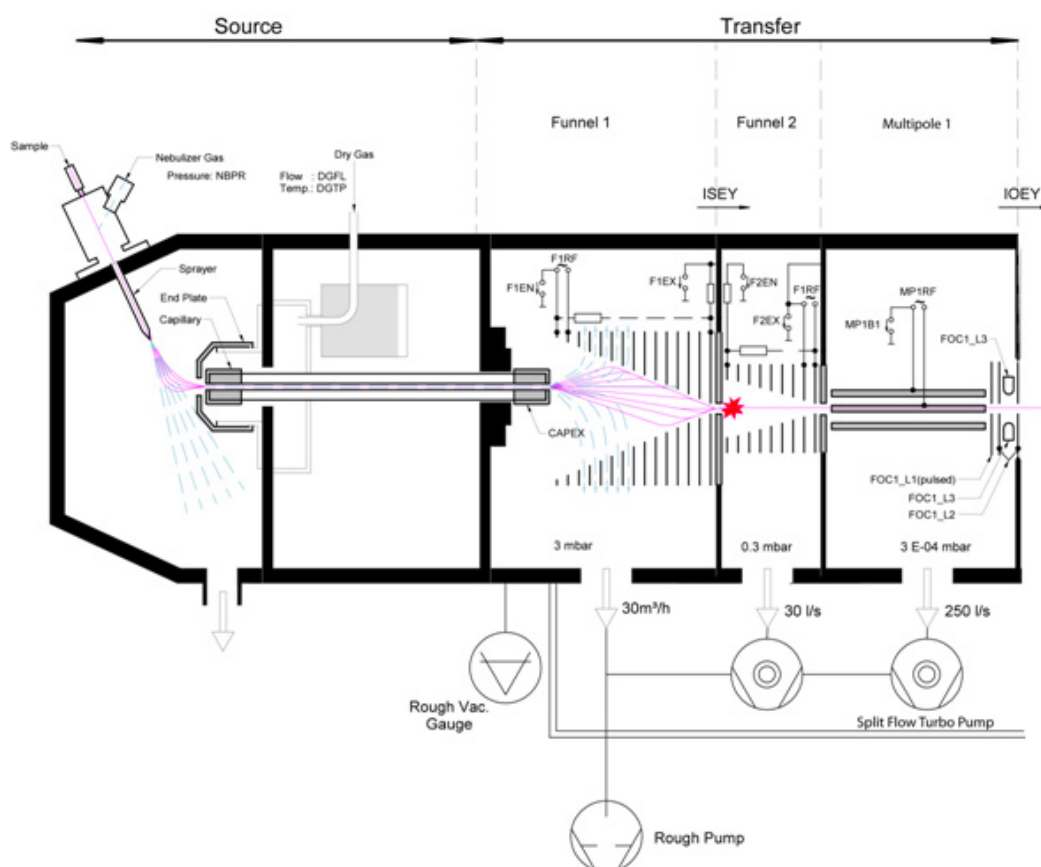 Source
Transfer
Funnel 1
Funnel 2
Multipole 1
Sample
Nebulizer Gas
Pressure: NBPR
Dry Gas
Flow : DGFL
Temp.: DGTP
ISEY
IOEY
Sprayer
End Plate
Capillary
F1EN
F1RF
F1EX
F2EN
F2EX
F1RF
MP1B1
MP1RF
FOC1_L3
CAPEX
FOC1_L1(pulsed)
FOC1_L3
FOC1_L2
3 mbar
0.3 mbar
3 E-04 mbar
30m³/h
30 l/s
250 l/s
Rough Vac.
Gauge
Split Flow Turbo Pump
Rough Pump